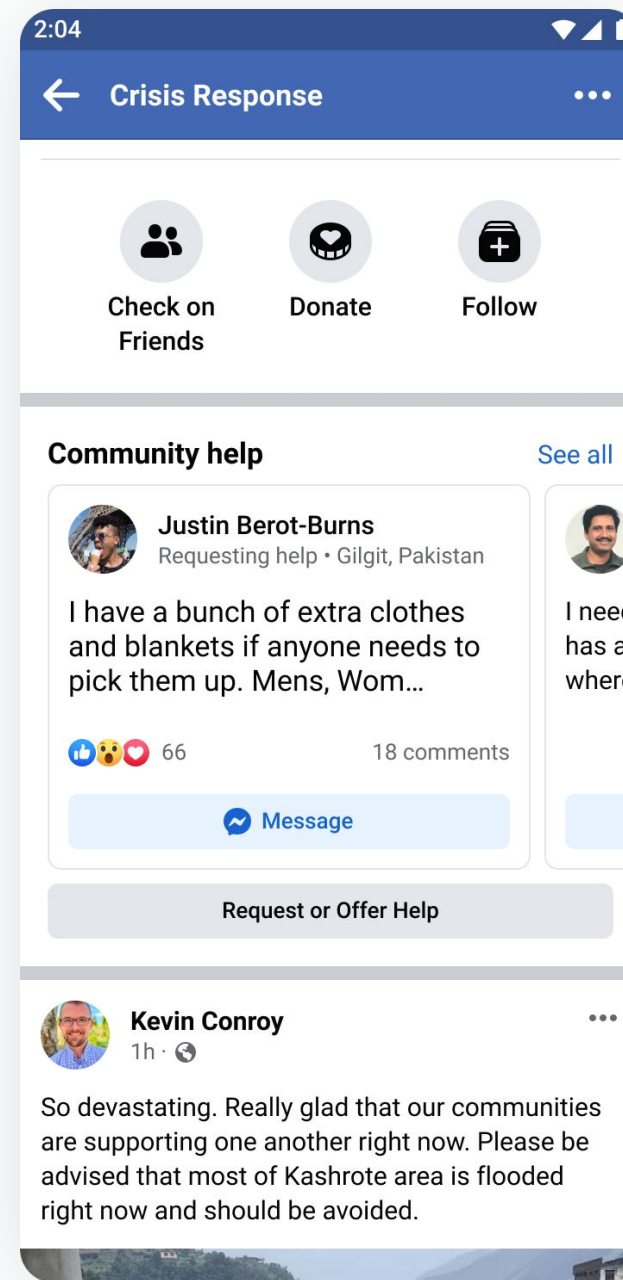 2:04
Crisis Response
Check on
Friends
Donate
Follow
Community help
See all
Justin Berot-Burns
Requesting help • Gilgit, Pakistan
I have a bunch of extra clothes
and blankets if anyone needs to
pick them up. Mens, Wom...
66
18 comments
Message
I
has
Request or Offer Help
Kevin Conroy
1h ·
So devastating. Really glad that our communities
are supporting one another right now. Please be
advised that most of Kashrote area is flooded
right now and should be avoided.